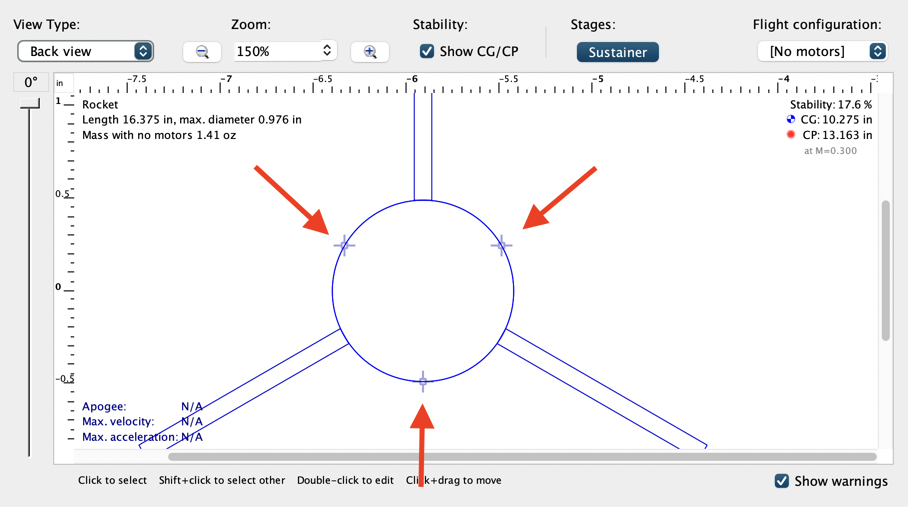 View Type: Zoom: Stability: Stages: Flight configuration:
Back view 150% Show CG/CP Sustainer [No motors]
0° in -7.5 -7 -6.5 -6 -5.5 -5 -4.5 -4
1 Rocket Stability: 17.6 %
Length 16.375 in, max. diameter 0.976 in CG: 10.275 in
Mass with no motors 1.41 oz CP: 13.163 in
at M=0.300
0.5
0
-0.5
Apogee: N/A
Max. velocity: N/A
Max. acceleration: N/A
Click to select Shift+click to select other Double-click to edit Click+drag to move Show warnings